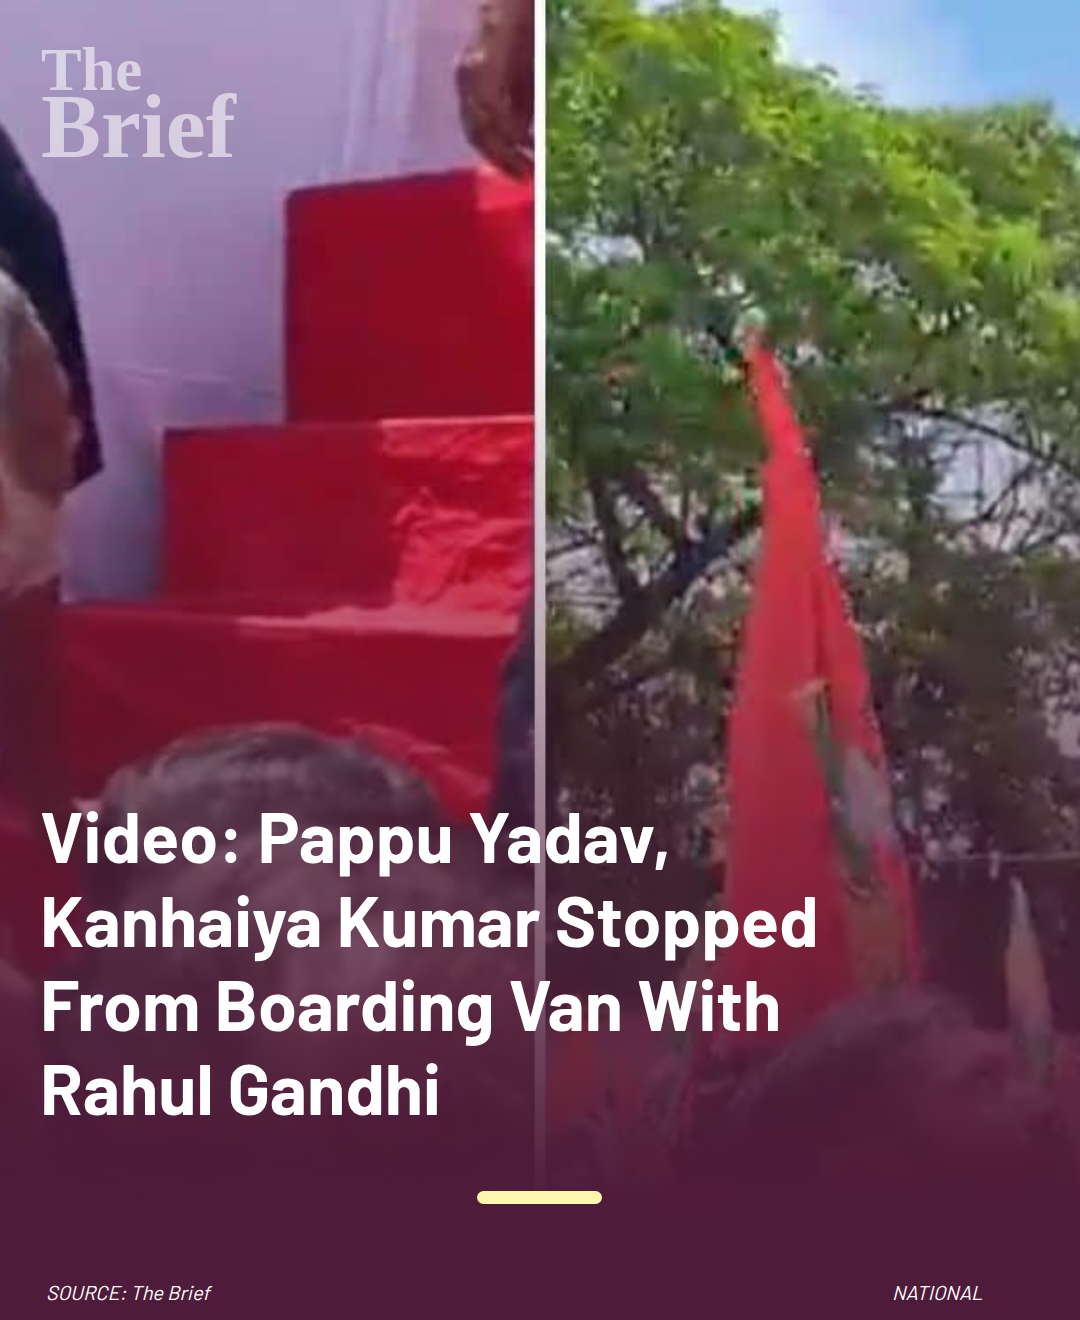 The
Brief
Video: Pappu Yadav,
Kanhaiya Kumar Stopped
From Boarding Van With
Rahul Gandhi
SOURCE: The Brief
NATIONAL